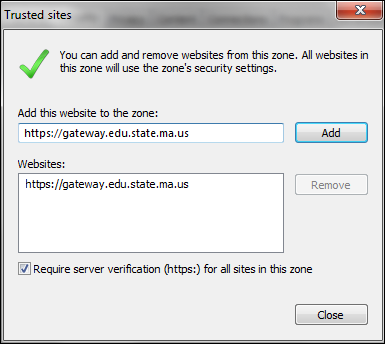 Trusted sites
You can add and remove websites from this zone. All websites in
this zone will use the zone's security settings.
Add this website to the zone:
https://gateway.edu.state.ma.us
Add
Websites:
https://gateway.edu.state.ma.us
Remove
Require server verification (https:) for all sites in this zone
Close